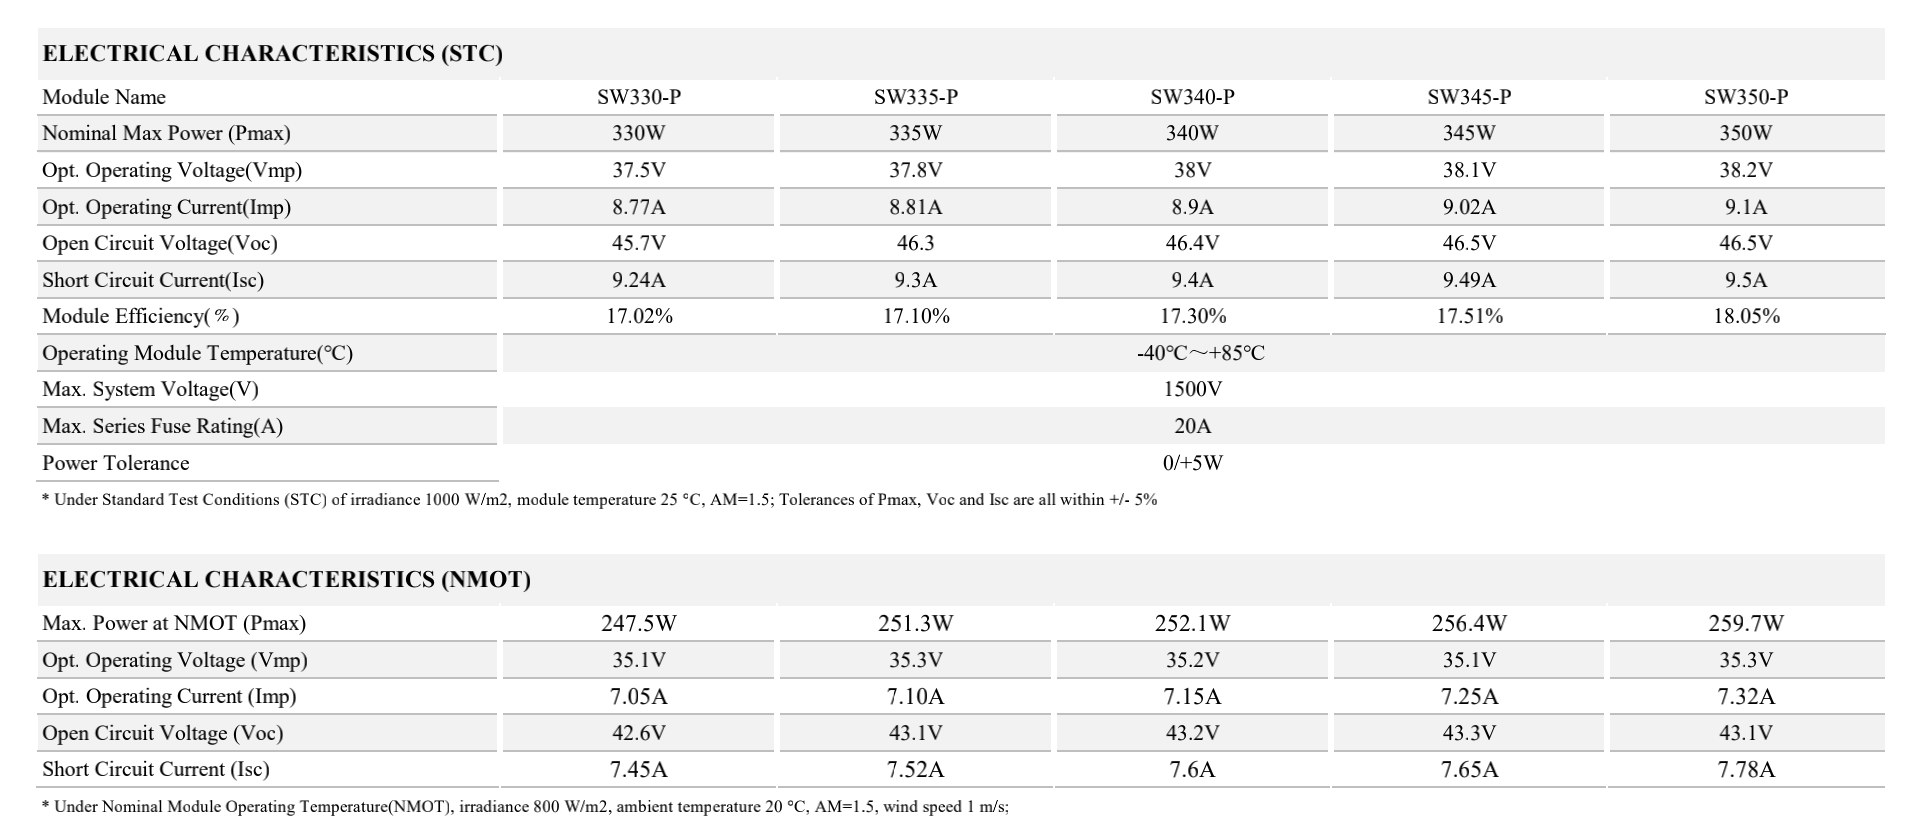 ELECTRICAL CHARACTERISTICS (STC)
Module Name SW330-P SW335-P SW340-P SW345-P SW350-P
Nominal Max Power (Pmax) 330W 335W 340W 345W 350W
Opt. Operating Voltage(Vmp) 37.5V 37.8V 38V 38.1V 38.2V
Opt. Operating Current(Imp) 8.77A 8.81A 8.9A 9.02A 9.1A
Open Circuit Voltage(Voc) 45.7V 46.3 46.4V 46.5V 46.5V
Short Circuit Current(Isc) 9.24A 9.3A 9.4A 9.49A 9.5A
Module Efficiency(％) 17.02% 17.10% 17.30% 17.51% 18.05%
Operating Module Temperature(℃) -40℃～+85℃
Max. System Voltage(V) 1500V
Max. Series Fuse Rating(A) 20A
Power Tolerance 0/+5W
* Under Standard Test Conditions (STC) of irradiance 1000 W/m2, module temperature 25 °C, AM=1.5; Tolerances of Pmax, Voc and Isc are all within +/- 5%
ELECTRICAL CHARACTERISTICS (NMOT)
Max. Power at NMOT (Pmax) 247.5W 251.3W 252.1W 256.4W 259.7W
Opt. Operating Voltage (Vmp) 35.1V 35.3V 35.2V 35.1V 35.3V
Opt. Operating Current (Imp) 7.05A 7.10A 7.15A 7.25A 7.32A
Open Circuit Voltage (Voc) 42.6V 43.1V 43.2V 43.3V 43.1V
Short Circuit Current (Isc) 7.45A 7.52A 7.6A 7.65A 7.78A
* Under Nominal Module Operating Temperature(NMOT), irradiance 800 W/m2, ambient temperature 20 °C, AM=1.5, wind speed 1 m/s;